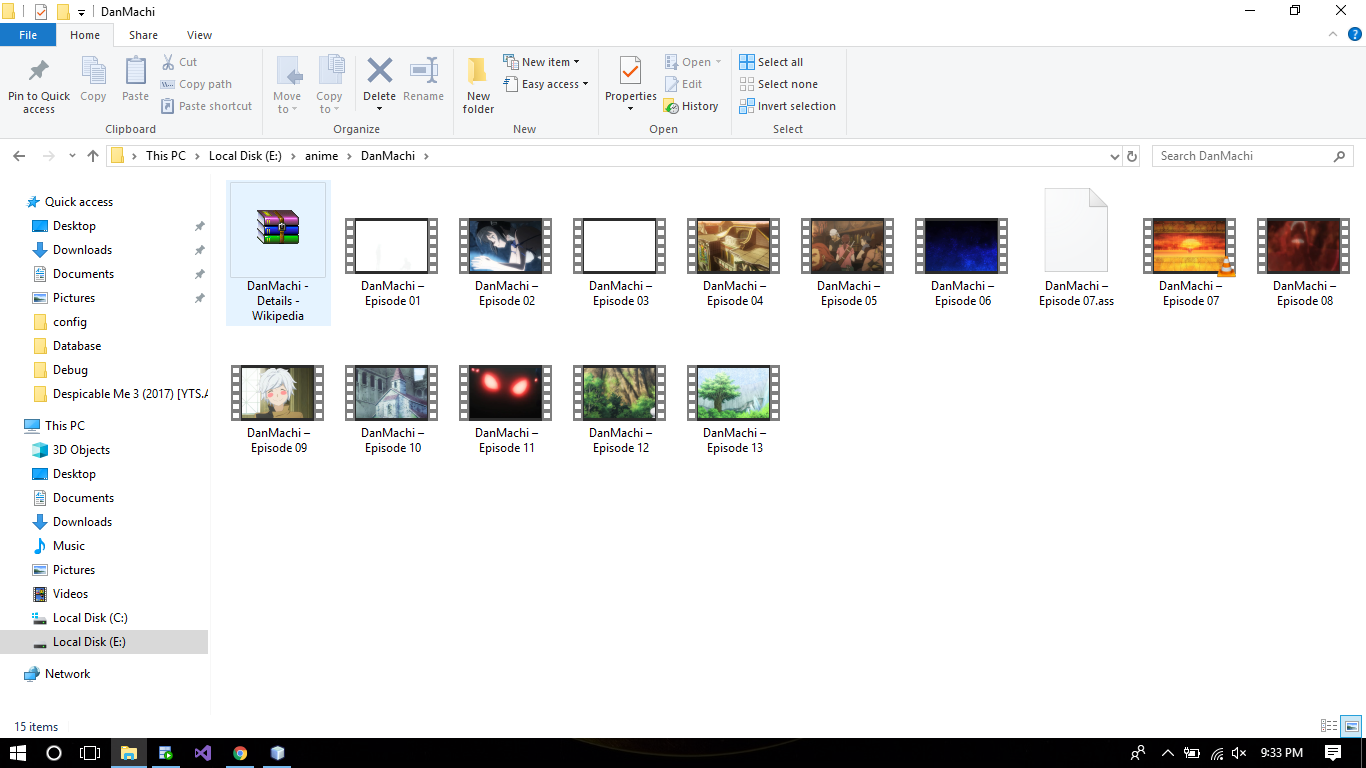 DanMachi
File Home Share View
Pin to Quick access
Copy
Paste
Cut
Copy path
Paste shortcut
Clipboard
Move to
Copy to
Delete
Rename
Organize
New folder
New item
Easy access
New
Properties
Open
Edit
History
Open
Select all
Select none
Invert selection
Select
This PC > Local Disk (E:) > anime > DanMachi >
Search DanMachi
Quick access
Desktop
Downloads
Documents
Pictures
config
Database
Debug
Despicable Me 3 (2017) [YTS.A
This PC
3D Objects
Desktop
Documents
Downloads
Music
Pictures
Videos
Local Disk (C:)
Local Disk (E:)
Network
DanMachi -
Details -
Wikipedia
DanMachi –
Episode 01
DanMachi –
Episode 02
DanMachi –
Episode 03
DanMachi –
Episode 04
DanMachi –
Episode 05
DanMachi –
Episode 06
DanMachi –
Episode 07.ass
DanMachi –
Episode 07
DanMachi –
Episode 08
DanMachi –
Episode 09
DanMachi –
Episode 10
DanMachi –
Episode 11
DanMachi –
Episode 12
DanMachi –
Episode 13
15 items
9:33 PM